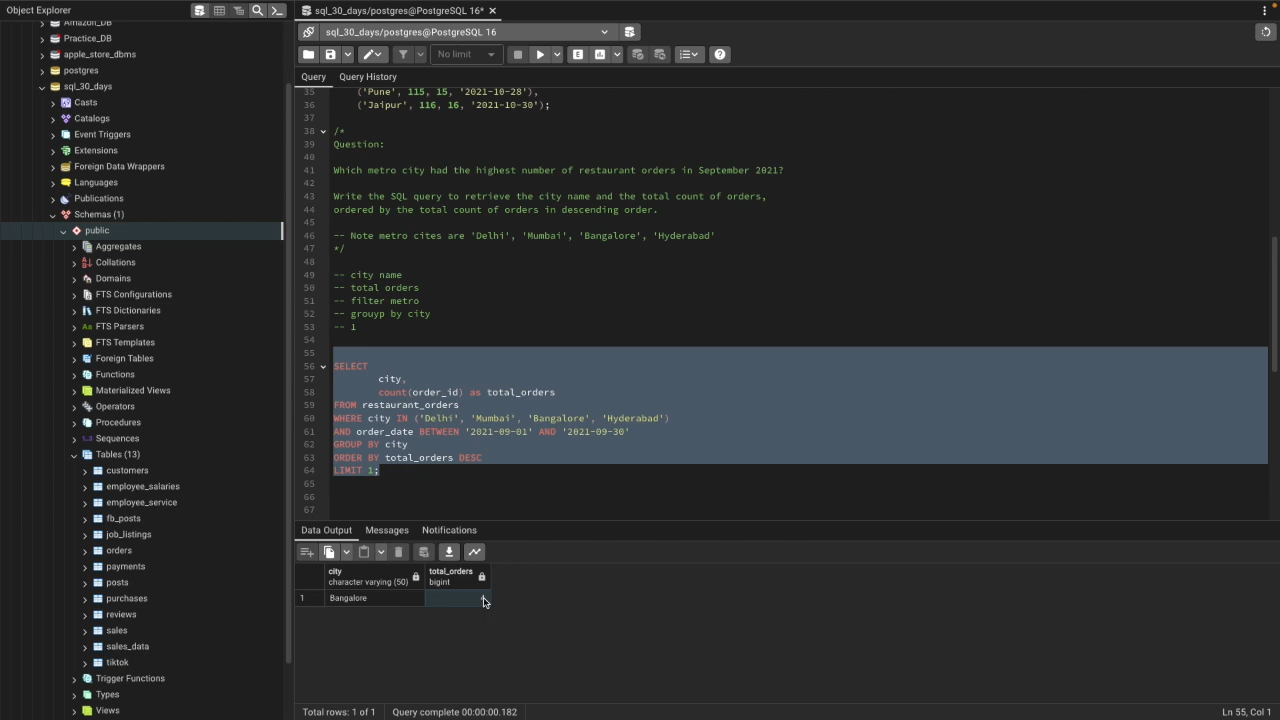 Object Explorer
Amazon_DB
Practice_DB
apple_store_dbms
postgres
sql_30_days
Casts
Catalogs
Event Triggers
Extensions
Foreign Data Wrappers
Languages
Publications
Schemas (1)
public
Aggregates
Collations
Domains
FTS Configurations
FTS Dictionaries
Aa FTS Parsers
FTS Templates
Foreign Tables
Functions
Materialized Views
Operators
Procedures
1..3 Sequences
Tables (13)
customers
employee_salaries
employee_service
fb_posts
job_listings
orders
payments
posts
purchases
reviews
sales
sales_data
tiktok
Trigger Functions
Types
Views
sql_30_days/postgres@PostgreSQL 16*
sql_30_days/postgres@PostgreSQL 16
No limit
E
Query Query History
35 ('Pune', 115, 15, '2021-10-28'),
36 ('Jaipur', 116, 16, '2021-10-30');
37
38 /*
39 Question:
40
41 Which metro city had the highest number of restaurant orders in September 2021?
42
43 Write the SQL query to retrieve the city name and the total count of orders,
44 ordered by the total count of orders in descending order.
45
46 -- Note metro cites are 'Delhi', 'Mumbai', 'Bangalore', 'Hyderabad'
47 */
48
49 -- city name
50 -- total orders
51 -- filter metro
52 -- grouyp by city
53 -- 1
54
55
56 SELECT
57 city,
58 count(order_id) as total_orders
59 FROM restaurant_orders
60 WHERE city IN ('Delhi', 'Mumbai', 'Bangalore', 'Hyderabad')
61 AND order_date BETWEEN '2021-09-01' AND '2021-09-30'
62 GROUP BY city
63 ORDER BY total_orders DESC
64 LIMIT 1;
65
66
67
Data Output Messages Notifications
city total_orders
character varying (50) bigint
1 Bangalore
Total rows: 1 of 1 Query complete 00:00:00.182 Ln 55, Col 1